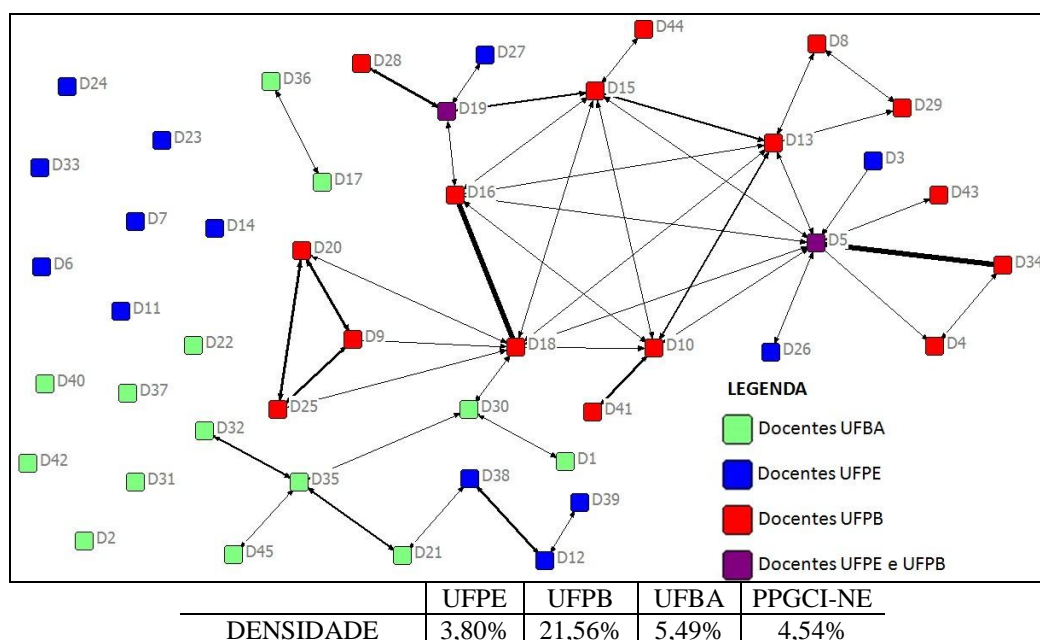 D44
D8
D28
D27
D24
D36
D15
D29
D19
D23
D13
D3
D33
D17
D16
D43
D7
D14
D20
D5
D6
D34
D11
D22
D9
D18
D10
D26
D4
D40
D37
LEGENDA
D25
D30
D41
D32
Docentes UFBA
D42
D31
D35
D1
D38
Docentes UFPE
D39
Docentes UFPB
D2
D45
D21
D12
Docentes UFPE e UFPB
UFPE UFPB UFBA PPGCI-NE
DENSIDADE 3,80% 21,56% 5,49% 4,54%